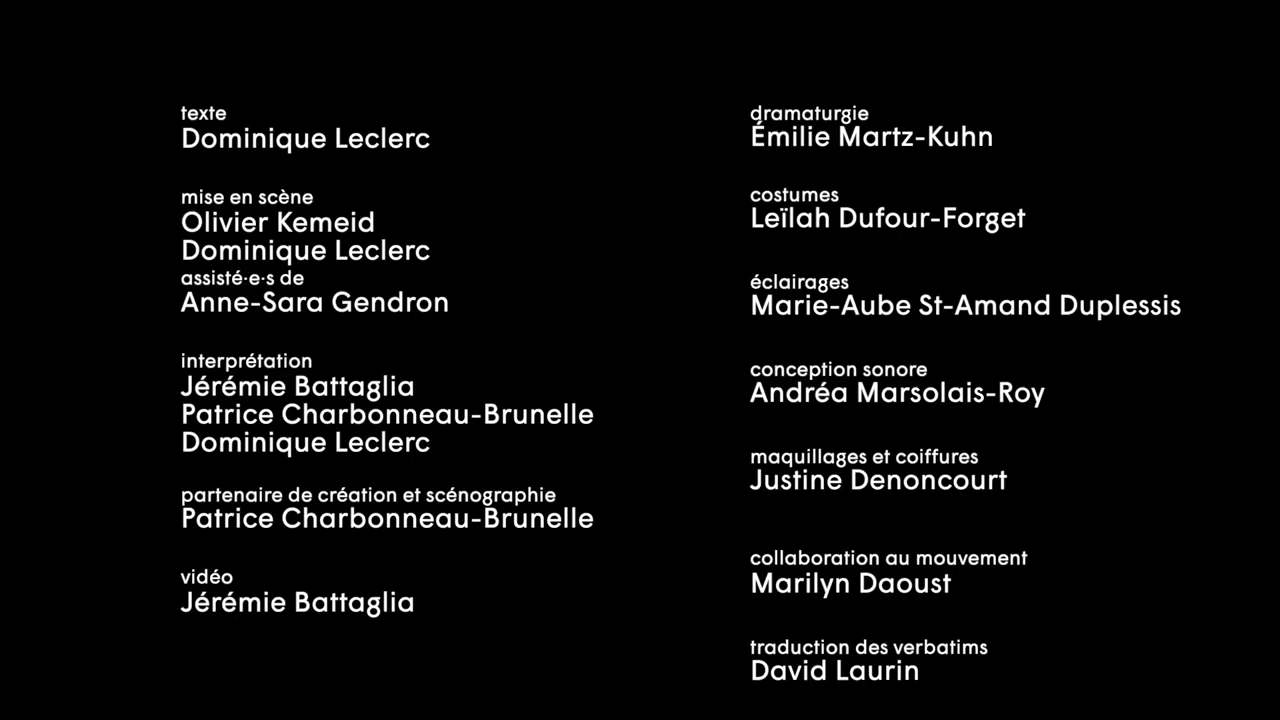 texte
Dominique Leclerc
mise en scène
Olivier Kemeid
Dominique Leclerc
assisté·e·s de
Anne-Sara Gendron
interprétation
Jérémie Battaglia
Patrice Charbonneau-Brunelle
Dominique Leclerc
partenaire de création et scénographie
Patrice Charbonneau-Brunelle
vidéo
Jérémie Battaglia
dramaturgie
Émilie Martz-Kuhn
costumes
Leïlah Dufour-Forget
éclairages
Marie-Aube St-Amand Duplessis
conception sonore
Andréa Marsolais-Roy
maquillages et coiffures
Justine Denoncourt
collaboration au mouvement
Marilyn Daoust
traduction des verbatims
David Laurin